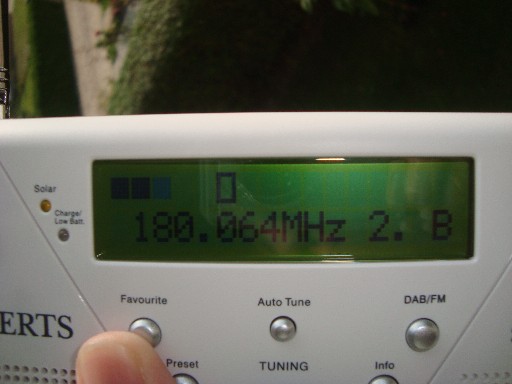 Solar
Charge/
Low Batt.
180.064MHz 2. B
Favourite
Auto Tune
DAB/FM
ERTS
Preset
TUNING
Info